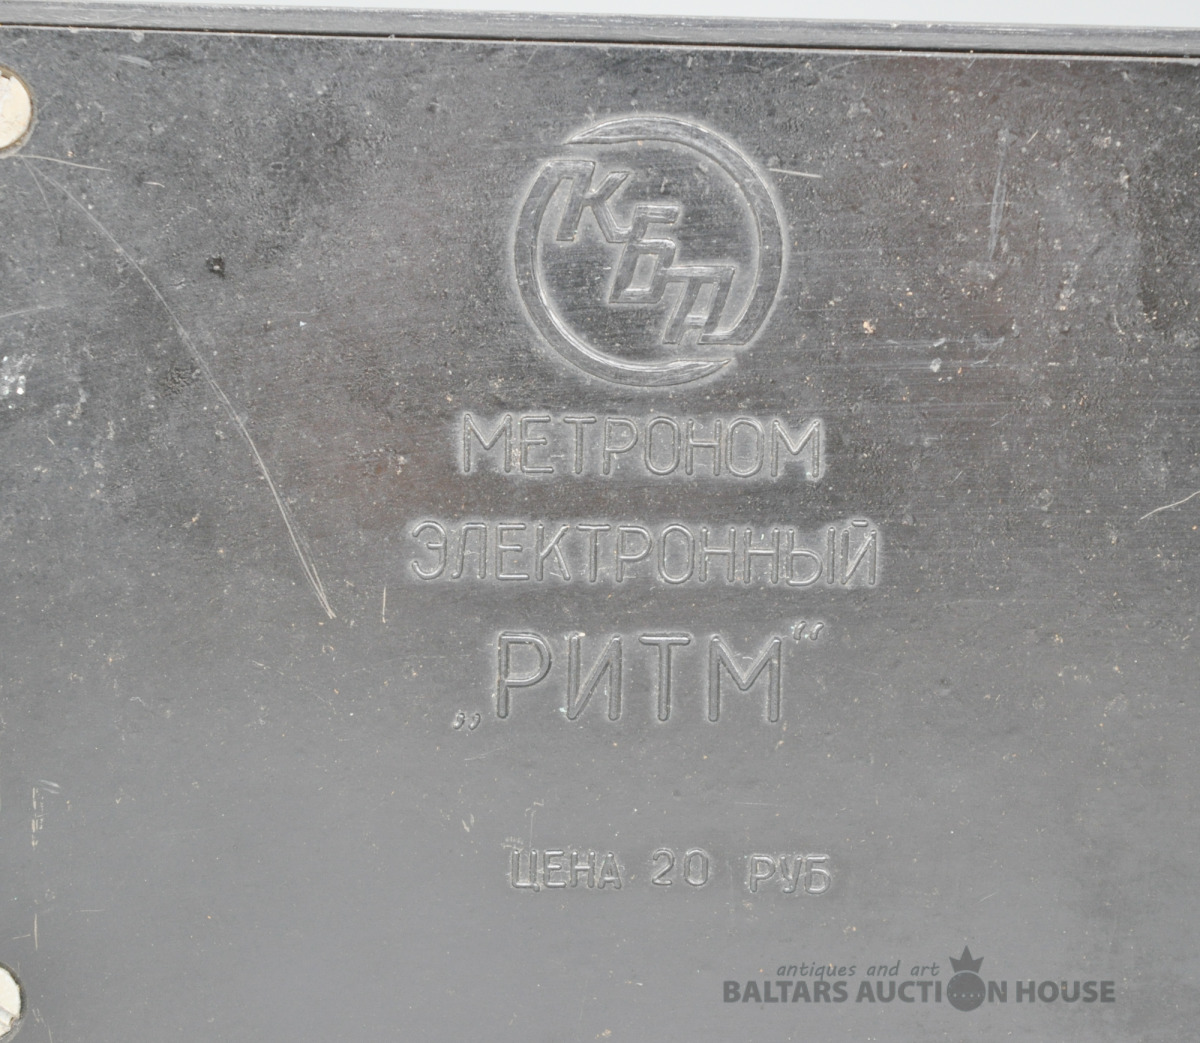 КБП
МЕТРОНОМ
ЭЛЕКТРОННЫЙ
„РИТМ“
ЦЕНА 20 РУБ
antiques and art
BALTARS AUCTION HOUSE